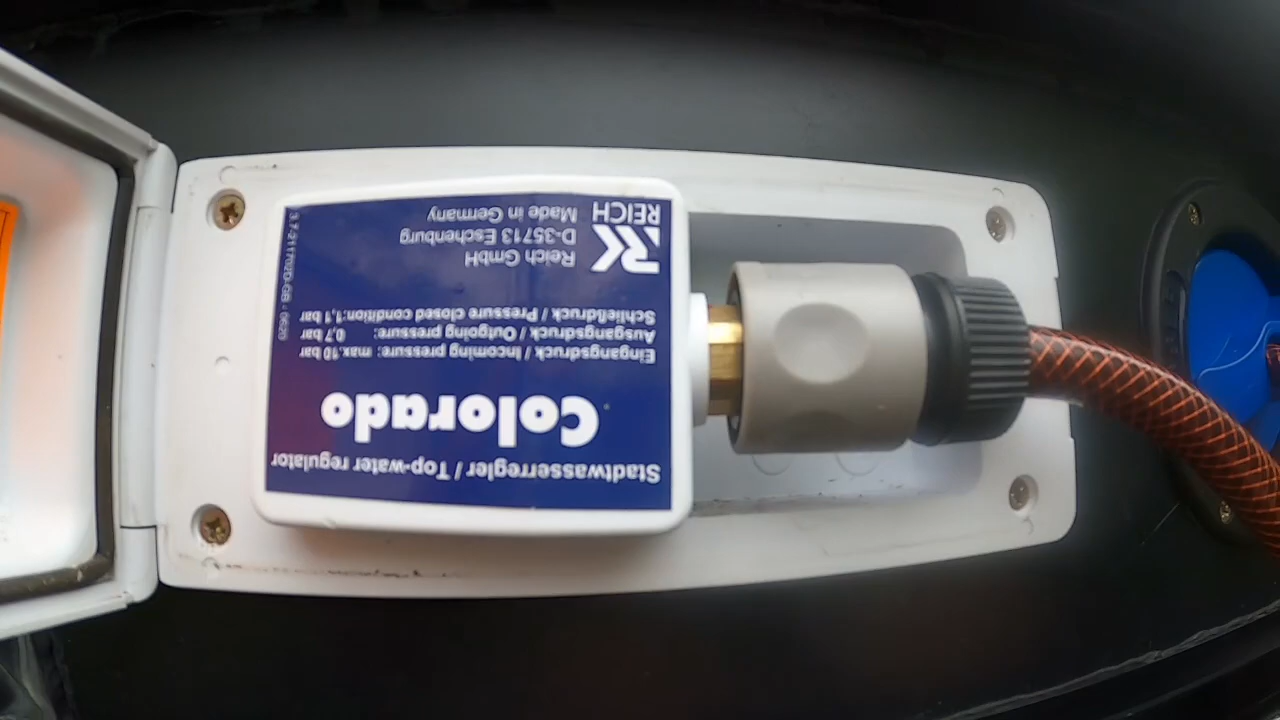 Stadtwasserregler / Top-water regulator
Colorado
Eingangsdruck / Incoming pressure: max.10 bar
Ausgangsdruck / Outgoing pressure: 0,7 bar
Schließdruck / Pressure closed condition:1,1 bar
Reich GmbH
D-35713 Eschenburg
Made in Germany
REICH